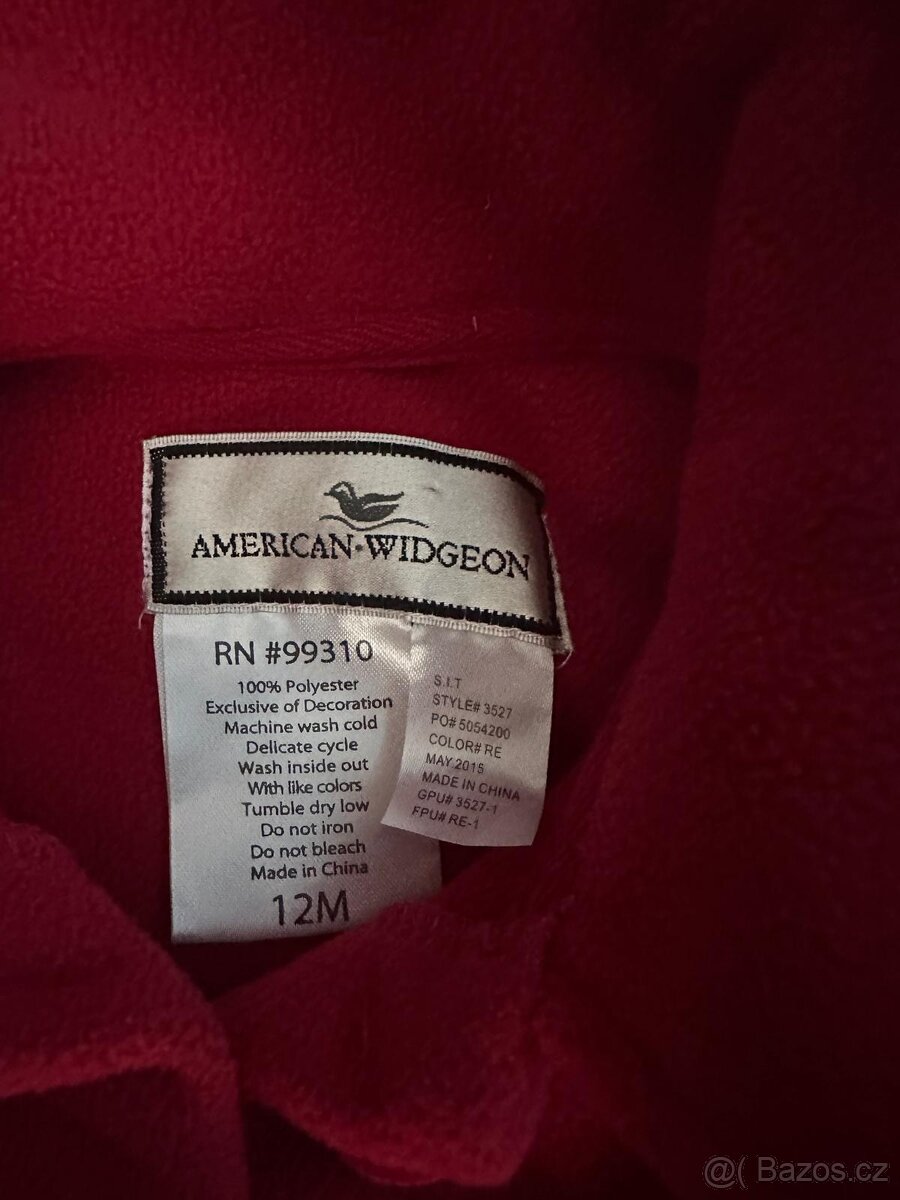 AMERICAN·WIDGEON
RN #99310
100% Polyester
Exclusive of Decoration
Machine wash cold
Delicate cycle
Wash inside out
With like colors
Tumble dry low
Do not iron
Do not bleach
Made in China
12M
S.I.T
STYLE# 3527
PO# 5054200
COLOR# RE
MAY 2015
MADE IN CHINA
GPU# 3527-1
FPU# RE-1
@( Bazos.cz